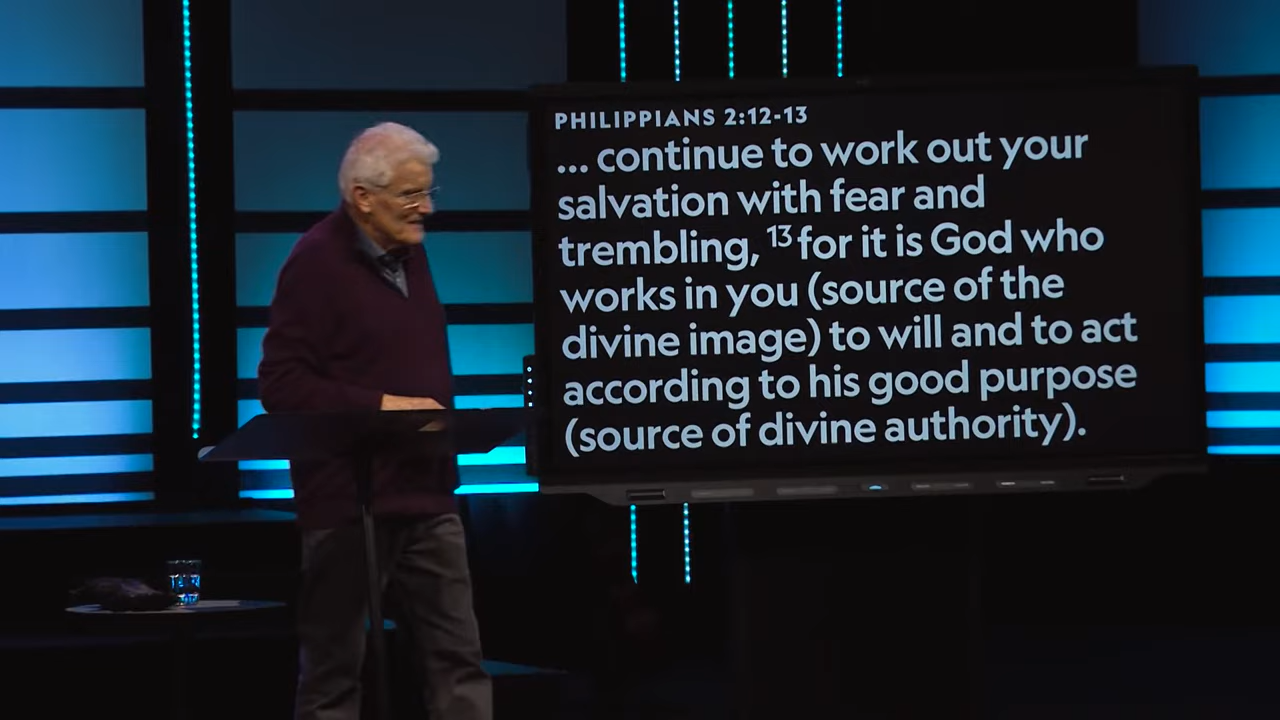 PHILIPPIANS 2:12-13
... continue to work out your
salvation with fear and
trembling, ¹³ for it is God who
works in you (source of the
divine image) to will and to act
according to his good purpose
(source of divine authority).